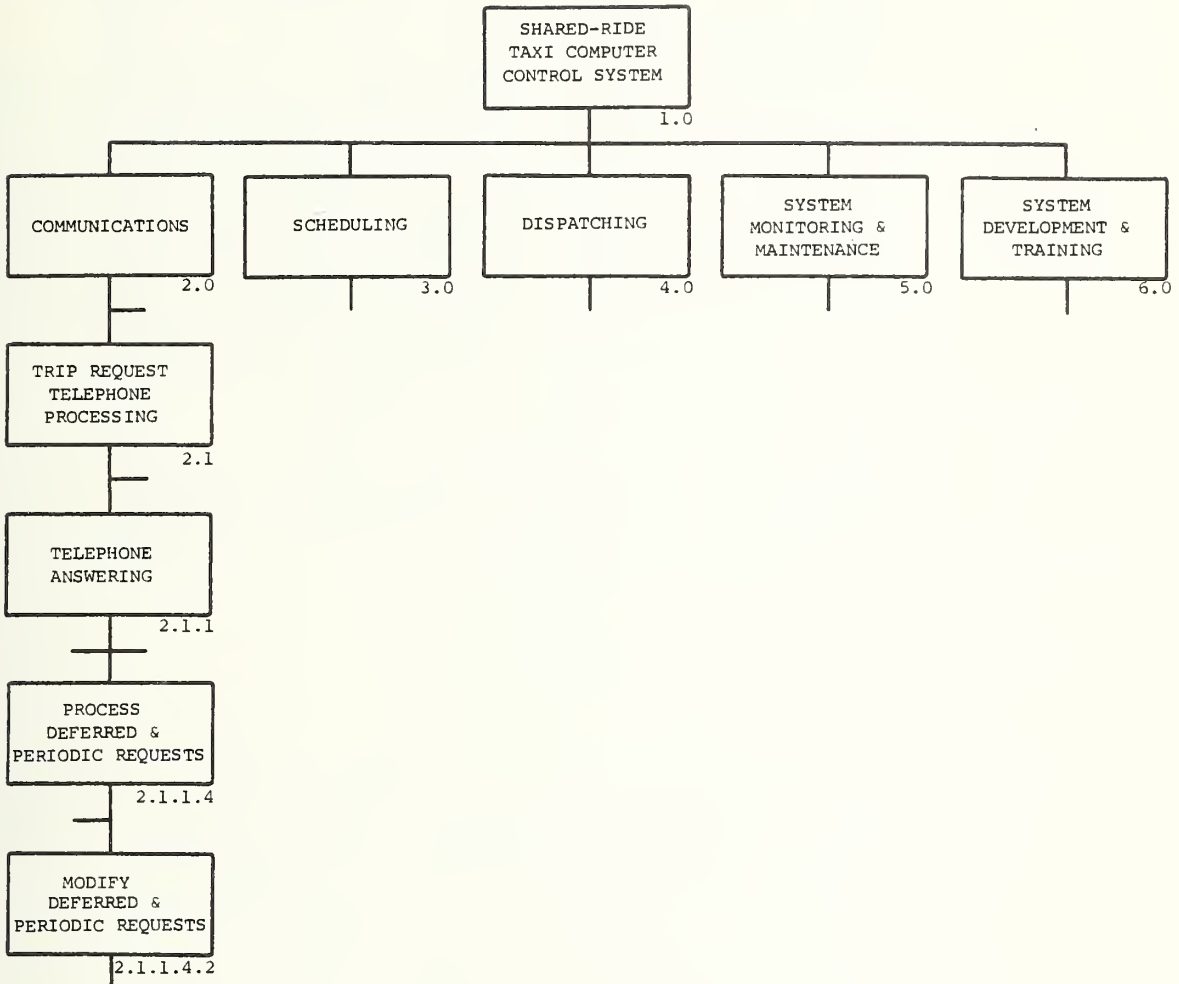 SHARED-RIDE
TAXI COMPUTER
CONTROL SYSTEM
1.0
COMMUNICATIONS
2.0
SCHEDULING
3.0
DISPATCHING
4.0
SYSTEM
MONITORING &
MAINTENANCE
5.0
SYSTEM
DEVELOPMENT &
TRAINING
6.0
TRIP REQUEST
TELEPHONE
PROCESSING
2.1
TELEPHONE
ANSWERING
2.1.1
PROCESS
DEFERRED &
PERIODIC REQUESTS
2.1.1.4
MODIFY
DEFERRED &
PERIODIC REQUESTS
2.1.1.4.2